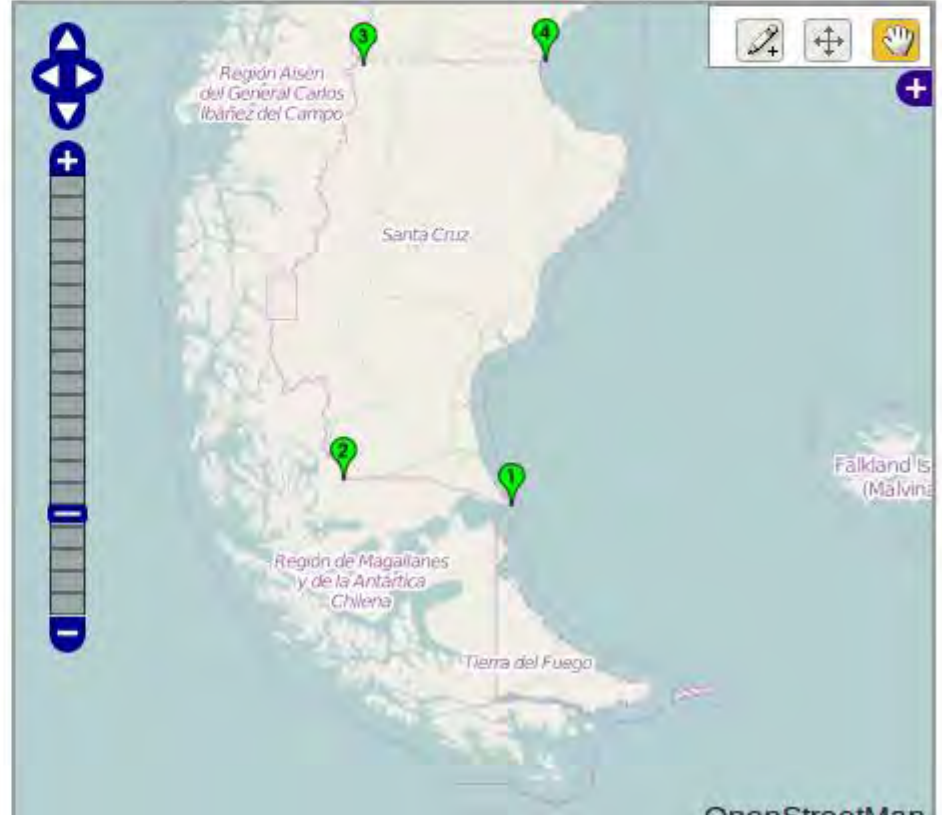 3
4
Región Aisén
del General Carlos
Ibáñez del Campo
Santa Cruz
2
1
Falkland Is
(Malvina
Región de Magallanes
y de la Antártica
Chilena
Tierra del Fuego
OpenStreetMap